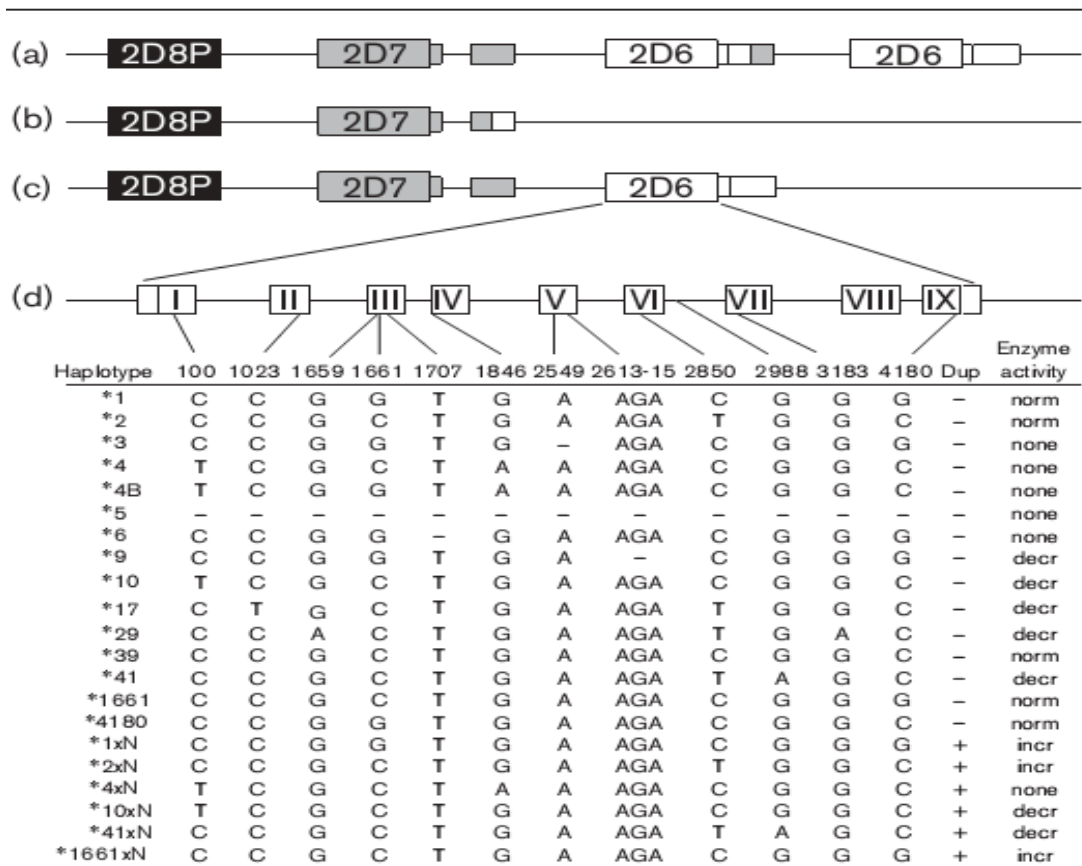 (a) 2D8P 2D7 2D6 2D6
(b) 2D8P 2D7
(c) 2D8P 2D7 2D6
(d) I II III IV V VI VII VIII IX
Enzyme
Haplotype 100 1023 1659 1661 1707 1846 2549 2613-15 2850 2988 3183 4180 Dup activity
*1 C C G G T G A AGA C G G G – norm
*2 C C G C T G A AGA T G G C – norm
*3 C C G G T G – AGA C G G G – none
*4 T C G C T A A AGA C G G C – none
*4B T C G G T A A AGA C G G C – none
*5 – – – – – – – – – – – – – none
*6 C C G G – G A AGA C G G G – none
*9 C C G G T G A – C G G G – decr
*10 T C G C T G A AGA C G G C – decr
*17 C T G C T G A AGA T G G C – decr
*29 C C A C T G A AGA T G A C – decr
*39 C C G C T G A AGA C G G C – norm
*41 C C G C T G A AGA T A G C – decr
*1661 C C G C T G A AGA C G G G – norm
*4180 C C G G T G A AGA C G G C – norm
*1xN C C G G T G A AGA C G G G + incr
*2xN C C G C T G A AGA T G G C + incr
*4xN T C G C T A A AGA C G G C + none
*10xN T C G C T G A AGA C G G C + decr
*41xN C C G C T G A AGA T A G C + decr
*1661xN C C G C T G A AGA C G G G + incr